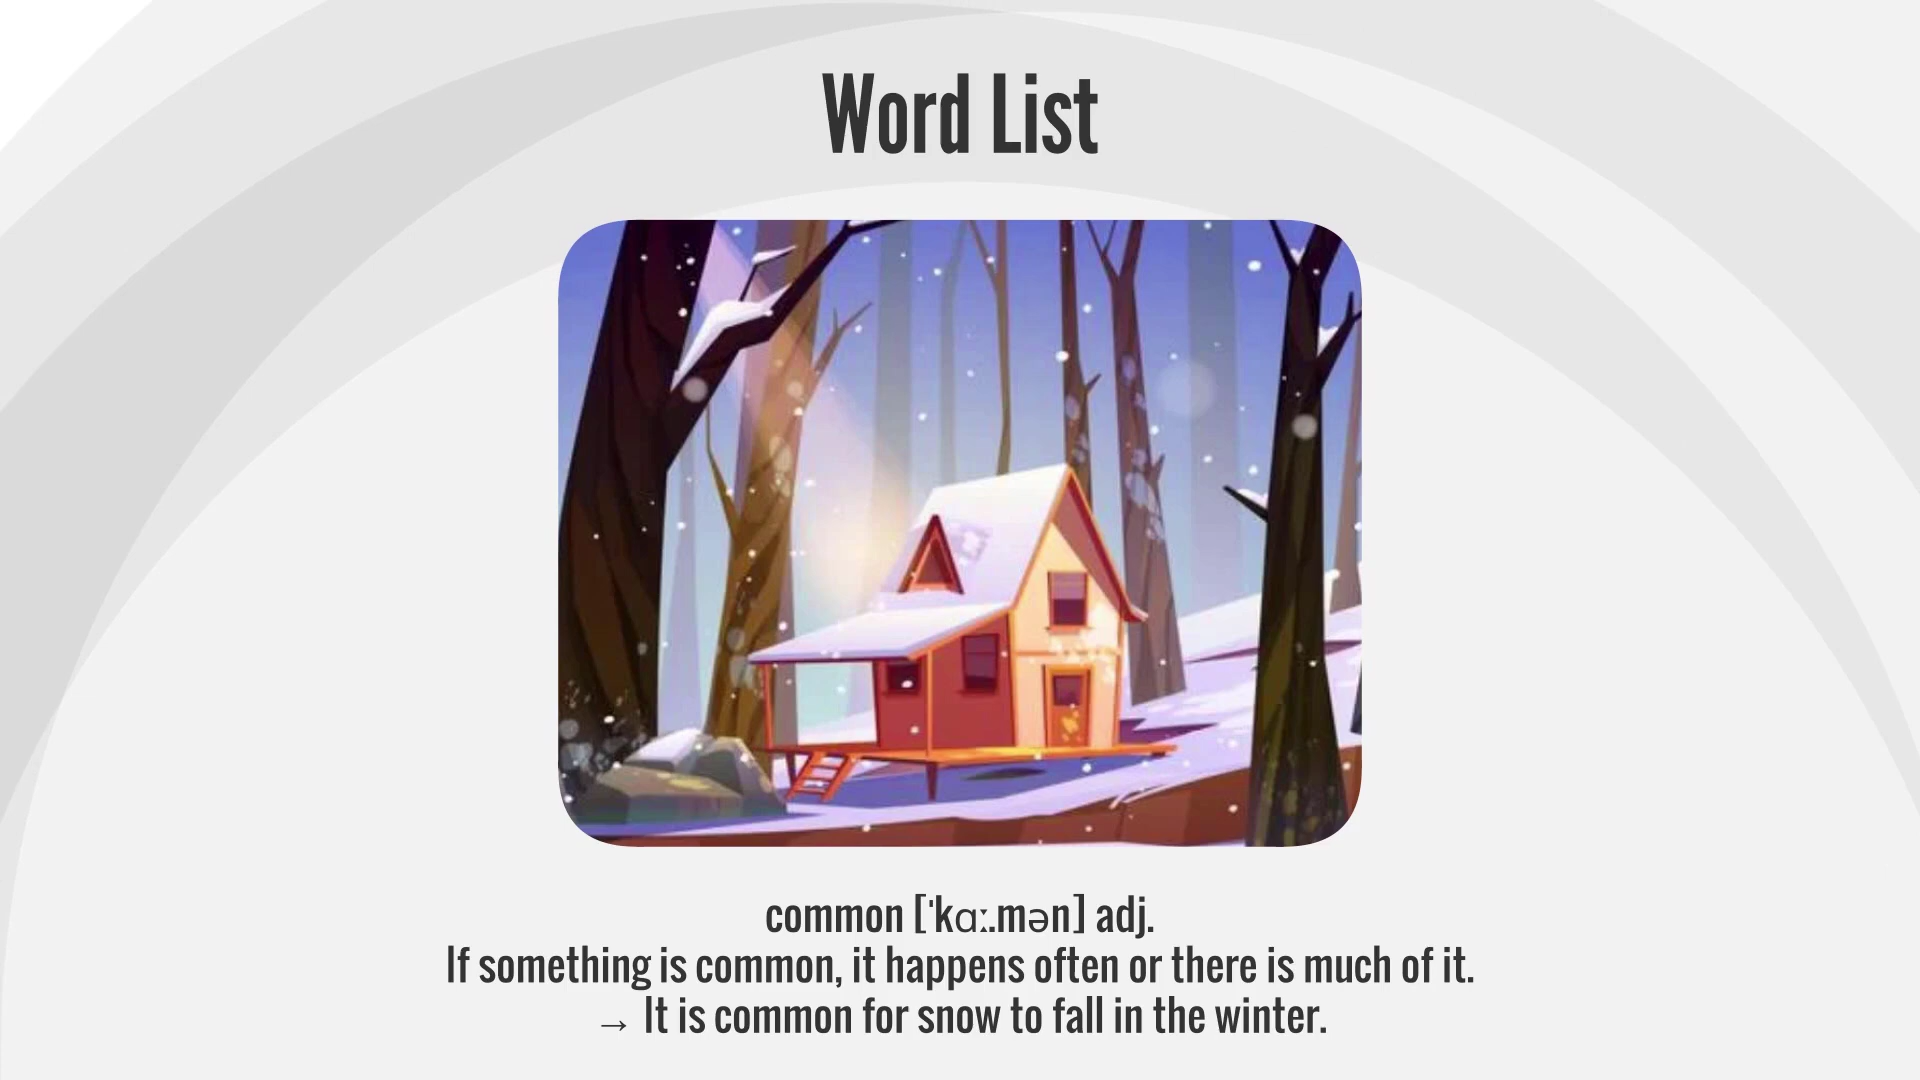 Word List
common [ˈkɑː.mən] adj.
If something is common, it happens often or there is much of it.
→ It is common for snow to fall in the winter.